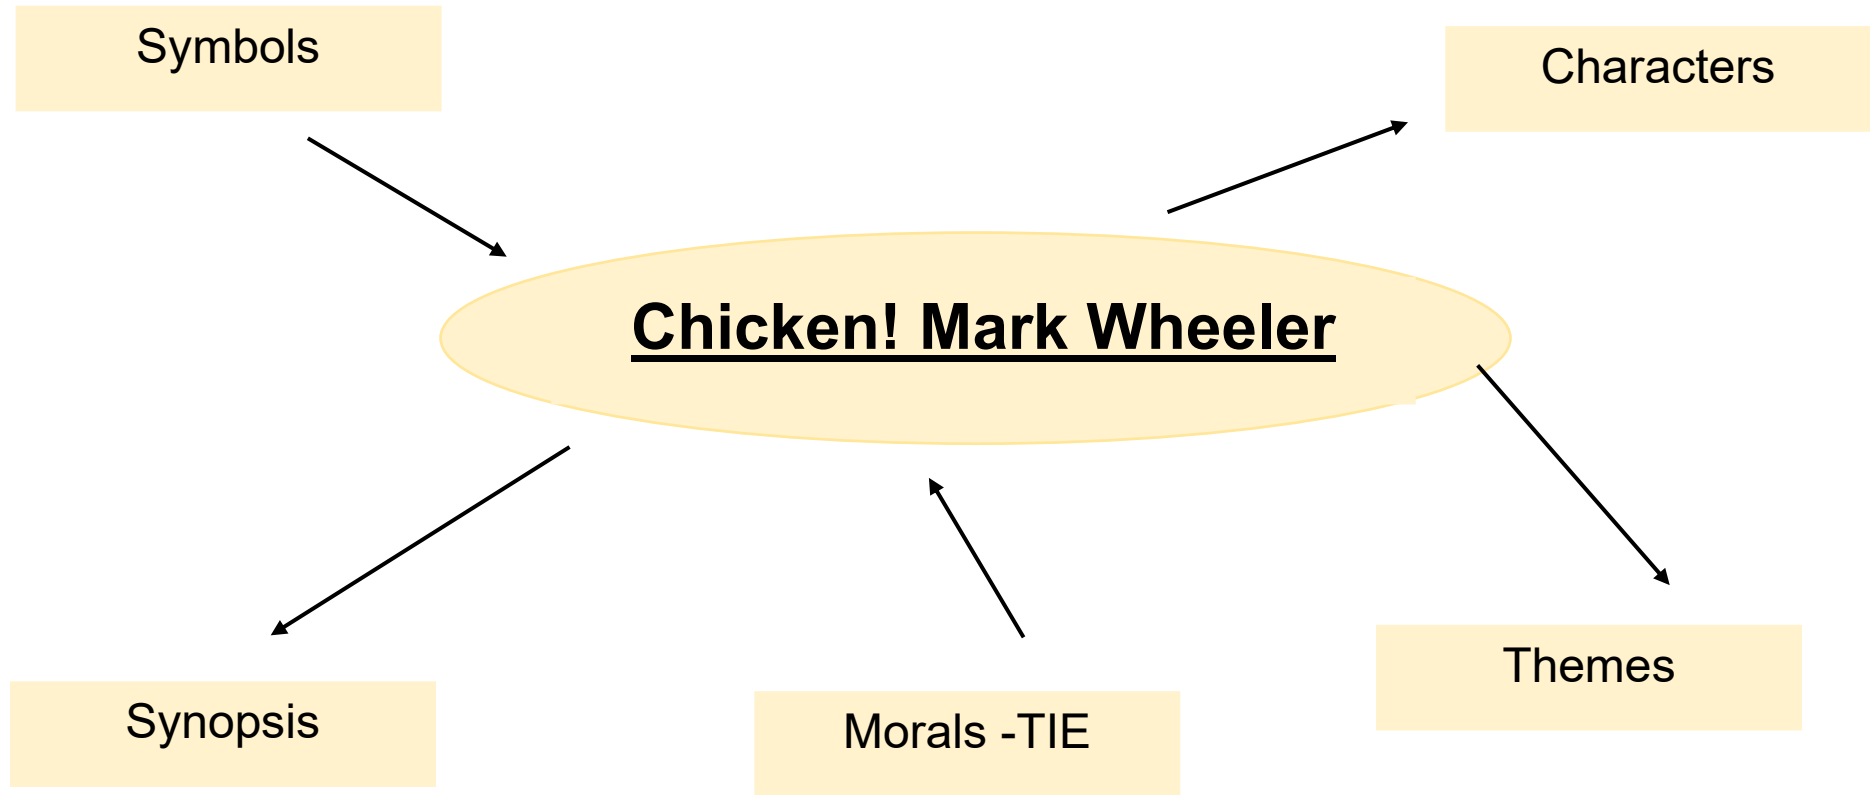 Symbols
Characters
Chicken! Mark Wheeler
Themes
Synopsis
Morals -TIE